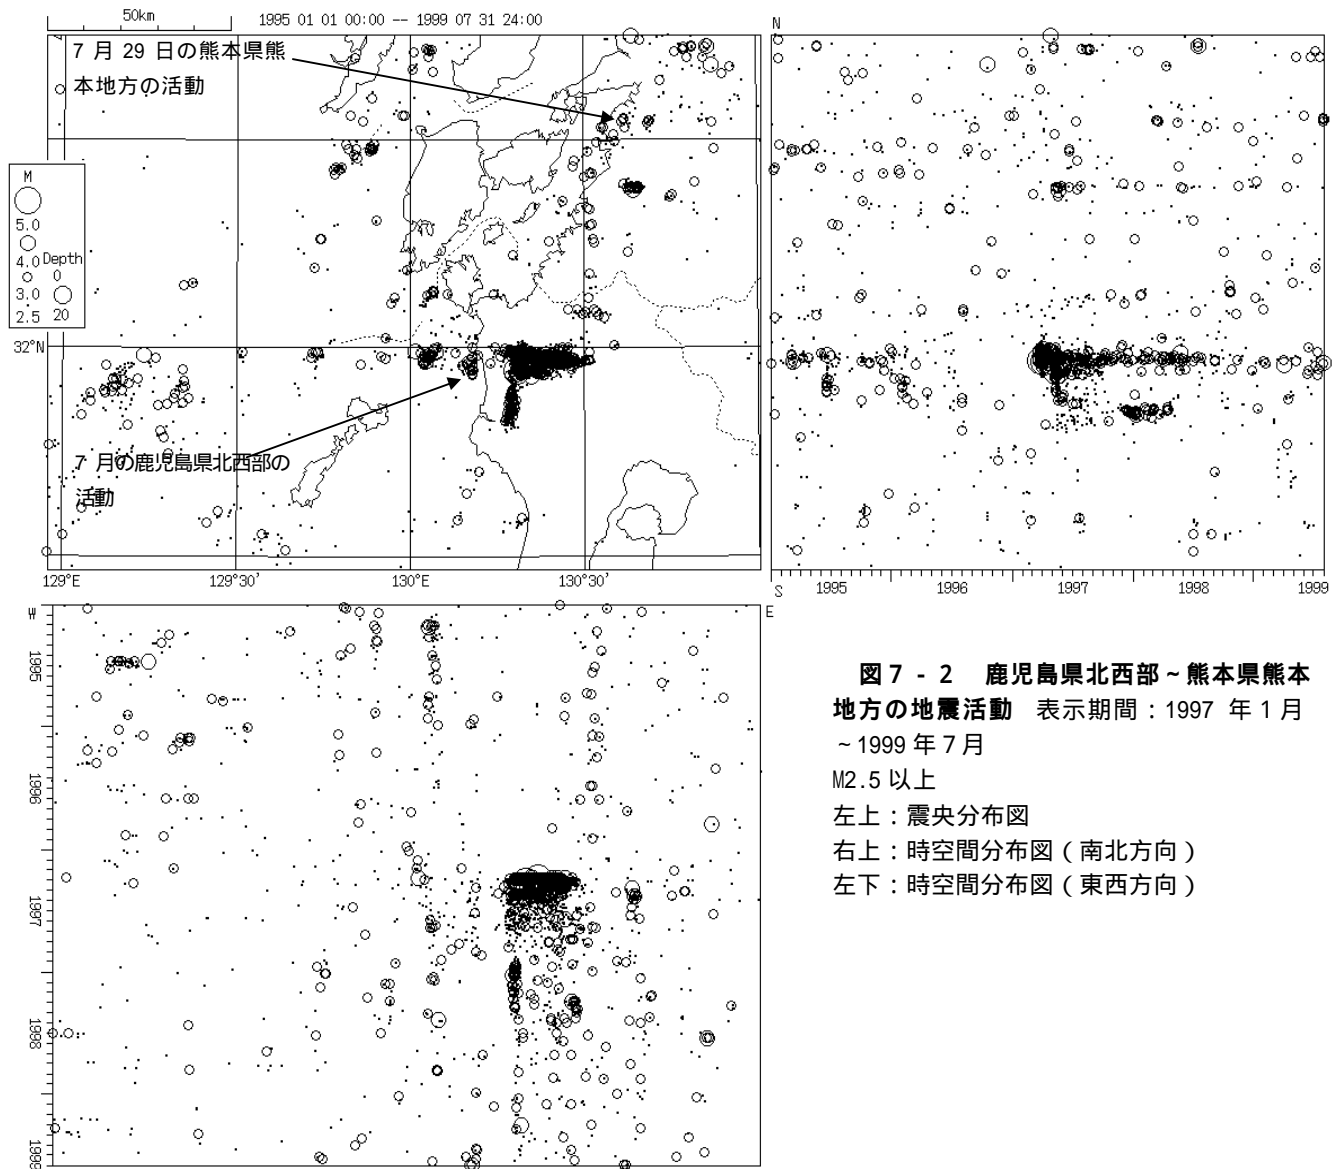 50km
1995 01 01 00:00 -- 1999 07 31 24:00
7 月 29 日の熊本県熊
本地方の活動
M
5.0
4.0
3.0
2.5
Depth
0
20
32°N
7 月の鹿児島県北西部の
活動
129°E
129°30'
130°E
130°30'
N
S
1995
1996
1997
1998
1999
W
E
1995
1996
1997
1998
1999
図7 - 2 鹿児島県北西部~熊本県熊本
地方の地震活動 表示期間:1997 年 1 月
~1999 年 7 月
M2.5 以上
左上:震央分布図
右上:時空間分布図(南北方向)
左下:時空間分布図(東西方向)